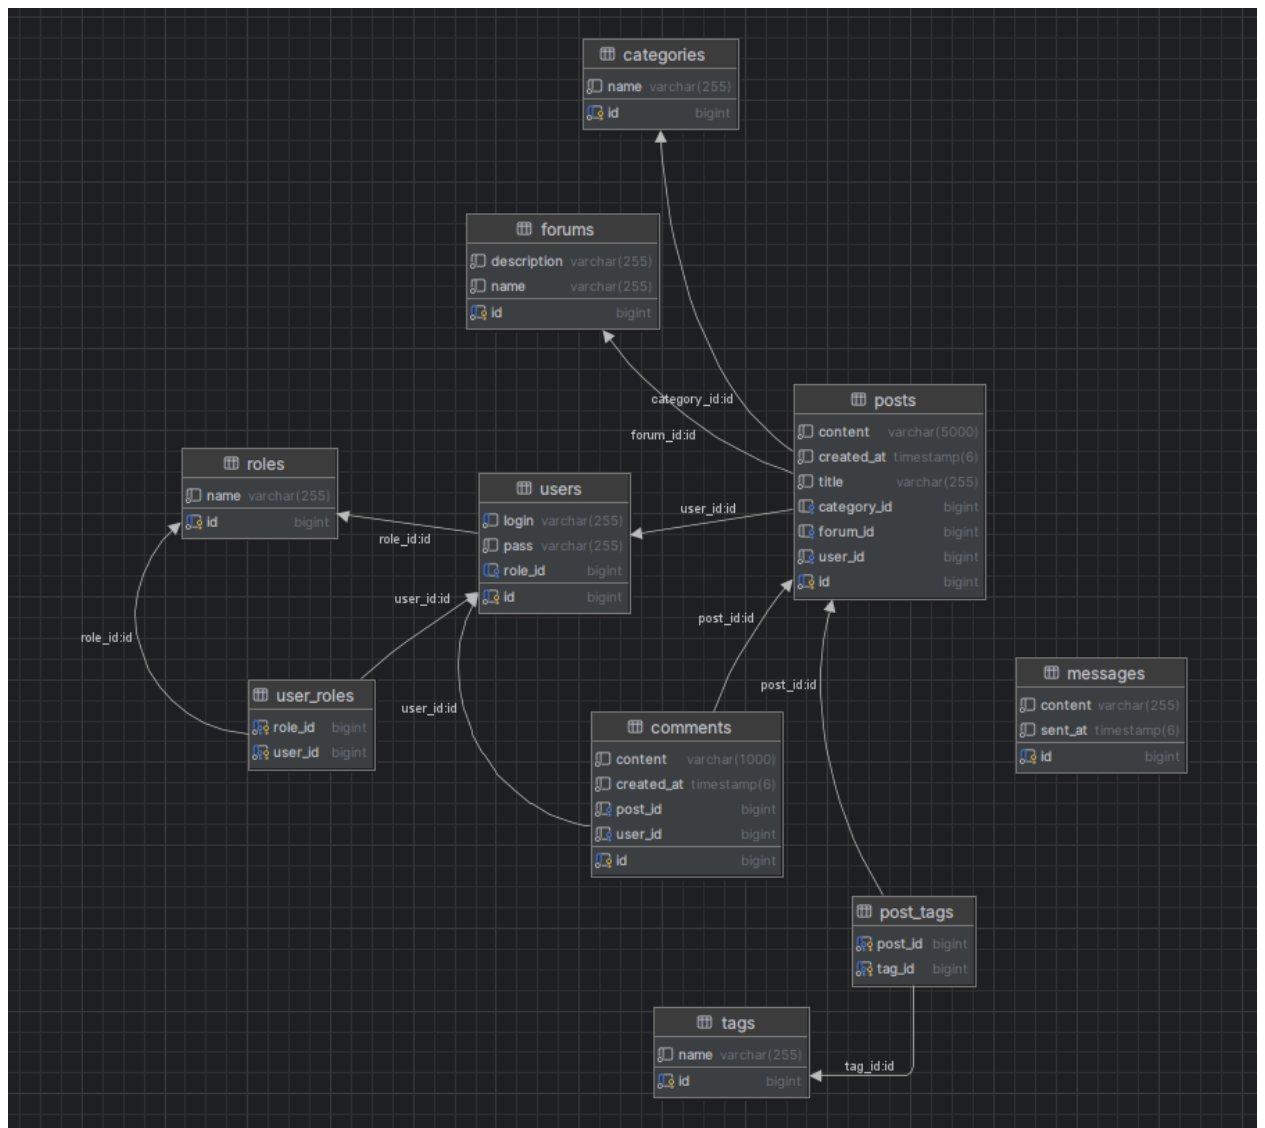 categories
name varchar(255)
id bigint
forums
description varchar(255)
name varchar(255)
id bigint
category_id:id
forum_id:id
posts
content varchar(5000)
created_at timestamp(6)
title varchar(255)
category_id bigint
forum_id bigint
user_id bigint
id bigint
roles
name varchar(255)
id bigint
role_id:id
users
login varchar(255)
pass varchar(255)
role_id bigint
id bigint
user_id:id
user_id:id
role_id:id
user_id:id
post_id:id
post_id:id
user_roles
role_id bigint
user_id bigint
comments
content varchar(1000)
created_at timestamp(6)
post_id bigint
user_id bigint
id bigint
messages
content varchar(255)
sent_at timestamp(6)
id bigint
post_tags
post_id bigint
tag_id bigint
tags
name varchar(255)
id bigint
tag_id:id